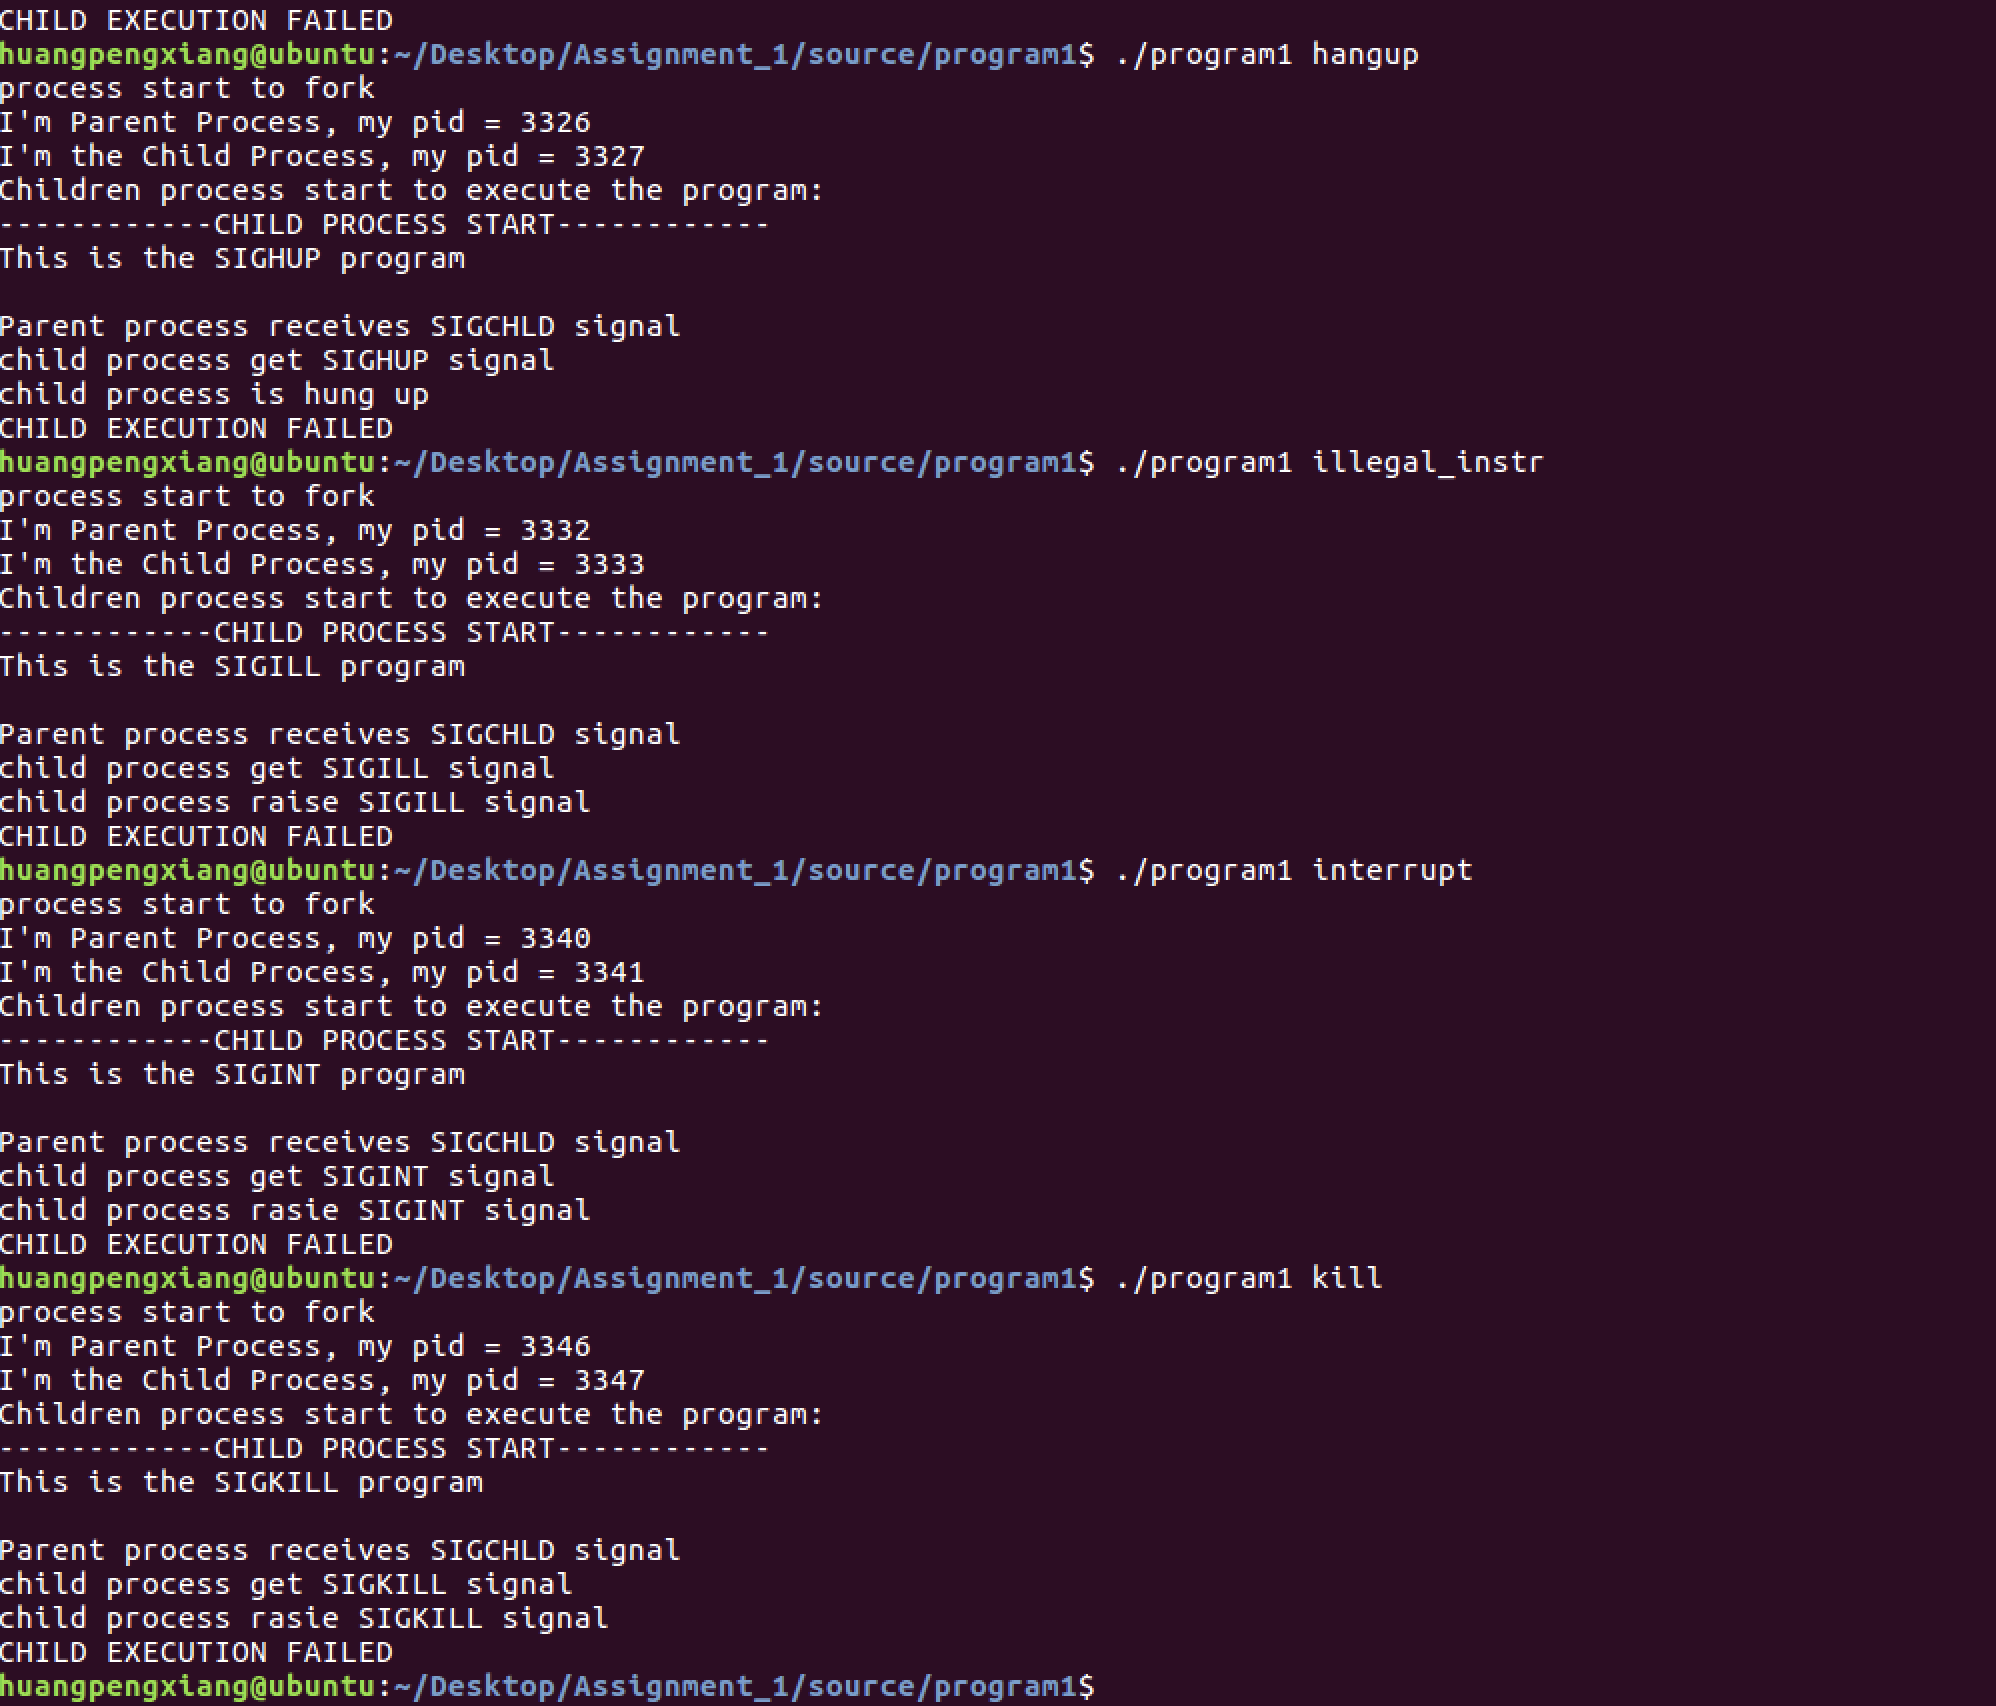 CHILD EXECUTION FAILED
huangpengxiang@ubuntu:~/Desktop/Assignment_1/source/program1$ ./program1 hangup
process start to fork
I'm Parent Process, my pid = 3326
I'm the Child Process, my pid = 3327
Children process start to execute the program:
------------CHILD PROCESS START------------
This is the SIGHUP program

Parent process receives SIGCHLD signal
child process get SIGHUP signal
child process is hung up
CHILD EXECUTION FAILED
huangpengxiang@ubuntu:~/Desktop/Assignment_1/source/program1$ ./program1 illegal_instr
process start to fork
I'm Parent Process, my pid = 3332
I'm the Child Process, my pid = 3333
Children process start to execute the program:
------------CHILD PROCESS START------------
This is the SIGILL program

Parent process receives SIGCHLD signal
child process get SIGILL signal
child process raise SIGILL signal
CHILD EXECUTION FAILED
huangpengxiang@ubuntu:~/Desktop/Assignment_1/source/program1$ ./program1 interrupt
process start to fork
I'm Parent Process, my pid = 3340
I'm the Child Process, my pid = 3341
Children process start to execute the program:
------------CHILD PROCESS START------------
This is the SIGINT program

Parent process receives SIGCHLD signal
child process get SIGINT signal
child process rasie SIGINT signal
CHILD EXECUTION FAILED
huangpengxiang@ubuntu:~/Desktop/Assignment_1/source/program1$ ./program1 kill
process start to fork
I'm Parent Process, my pid = 3346
I'm the Child Process, my pid = 3347
Children process start to execute the program:
------------CHILD PROCESS START------------
This is the SIGKILL program

Parent process receives SIGCHLD signal
child process get SIGKILL signal
child process rasie SIGKILL signal
CHILD EXECUTION FAILED
huangpengxiang@ubuntu:~/Desktop/Assignment_1/source/program1$